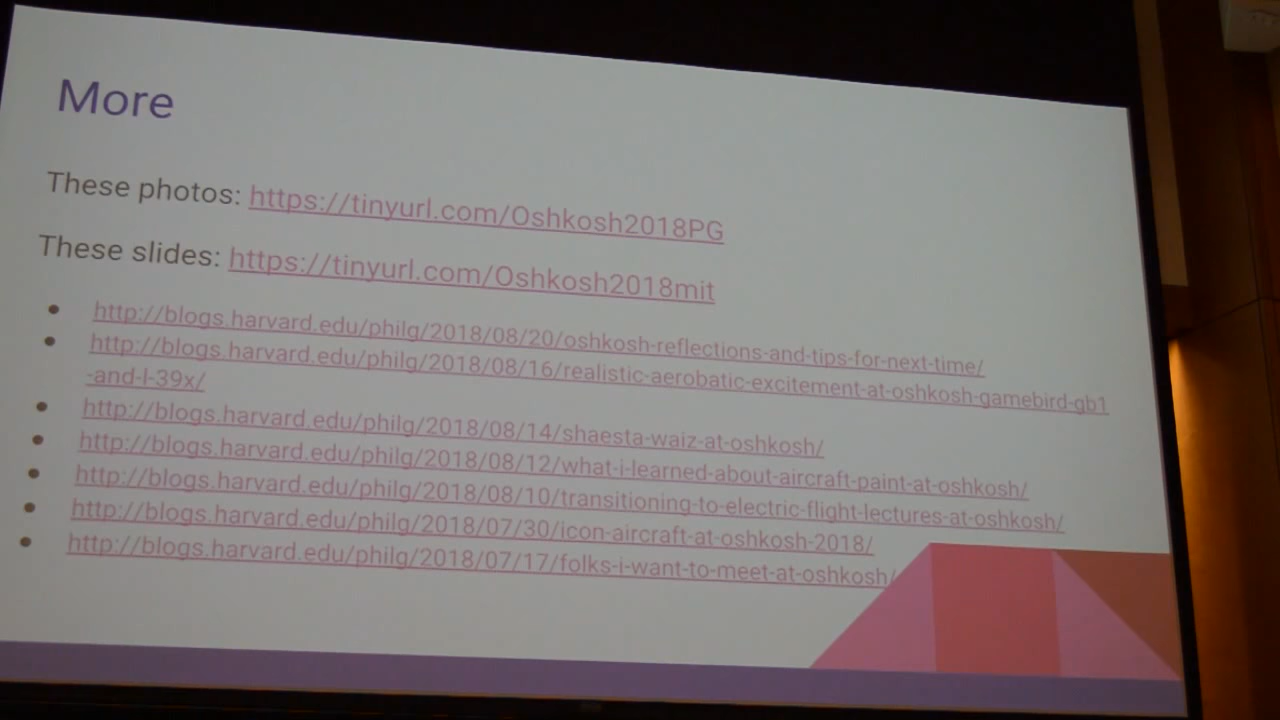 More
These photos: https://tinyurl.com/Oshkosh2018PG
These slides: https://tinyurl.com/Oshkosh2018mit
• http://blogs.harvard.edu/philg/2018/08/20/oshkosh-reflections-and-tips-for-next-time/
• http://blogs.harvard.edu/philg/2018/08/16/realistic-aerobatic-excitement-at-oshkosh-gamebird-gb1
-and-l-39x/
• http://blogs.harvard.edu/philg/2018/08/14/shaesta-waiz-at-oshkosh/
• http://blogs.harvard.edu/philg/2018/08/12/what-i-learned-about-aircraft-paint-at-oshkosh/
• http://blogs.harvard.edu/philg/2018/08/10/transitioning-to-electric-flight-lectures-at-oshkosh/
• http://blogs.harvard.edu/philg/2018/07/30/icon-aircraft-at-oshkosh-2018/
• http://blogs.harvard.edu/philg/2018/07/17/folks-i-want-to-meet-at-oshkosh/